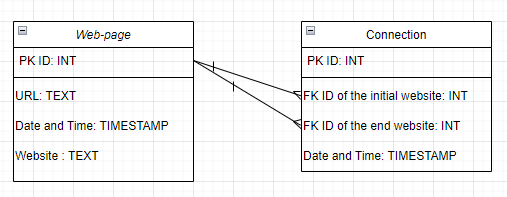 Web-page
PK ID: INT
URL: TEXT
Date and Time: TIMESTAMP
Website : TEXT
Connection
PK ID: INT
FK ID of the initial website: INT
FK ID of the end website: INT
Date and Time: TIMESTAMP